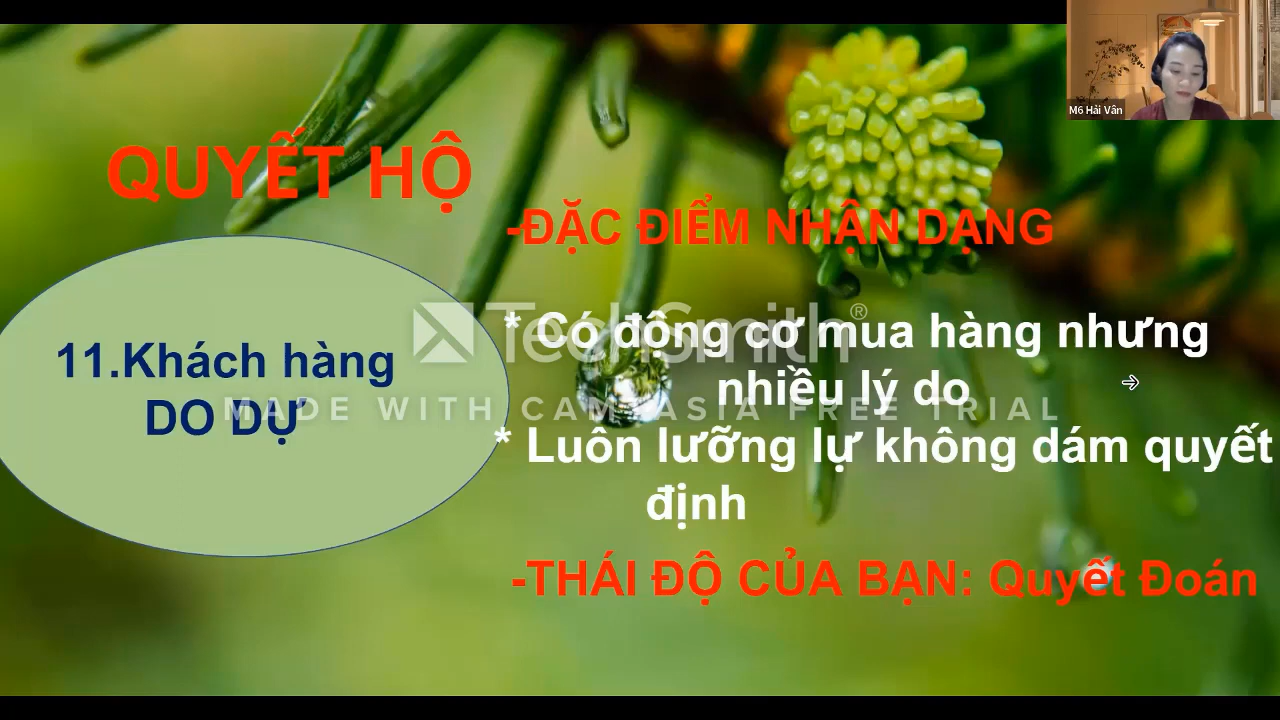 M6 Hải Vân
QUYẾT HỘ
-ĐẶC ĐIỂM NHẬN DẠNG
11.Khách hàng
DO DỰ
* Có đông cơ mua hàng nhưng
nhiều lý do
* Luôn lưỡng lự không dám quyết
định
-THÁI ĐỘ CỦA BẠN: Quyết Đoán
TechSmith®
MADE WITH CAMTASIA FREE TRIAL